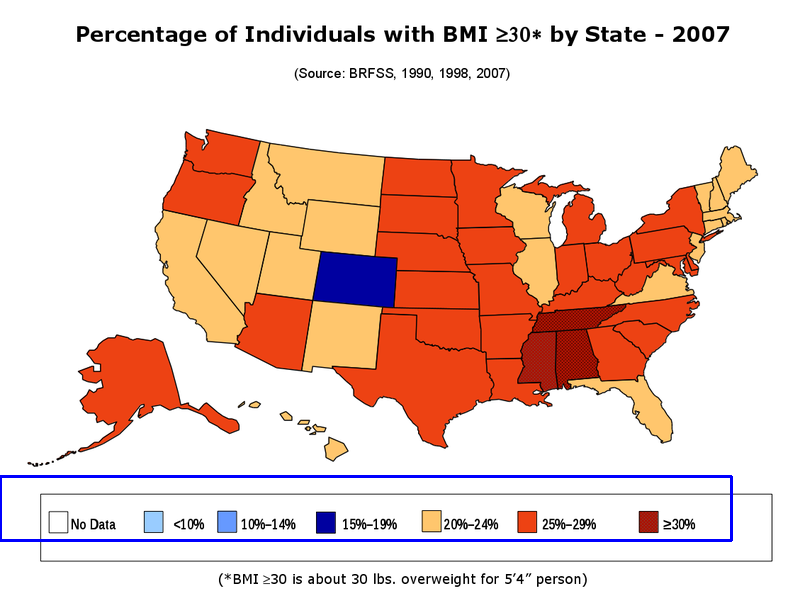 Percentage of Individuals with BMI ≥30* by State - 2007
(Source: BRFSS, 1990, 1998, 2007)
No Data <10% 10%–14% 15%–19% 20%–24% 25%–29% ≥30%
(*BMI ≥30 is about 30 lbs. overweight for 5’4” person)